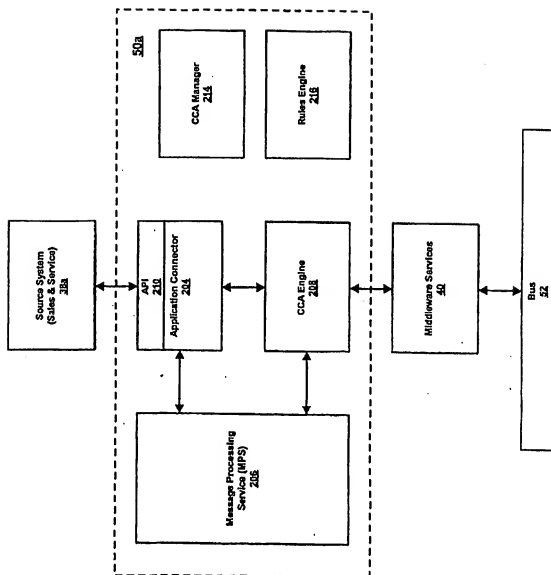 Message Processing
Service (MPS)
206
Bus
52
Middleware Services
40
CCA Engine
208
API
210
Application Connector
204
Source System
(Sales & Service)
38a
50a
Rules Engine
216
CCA Manager
214